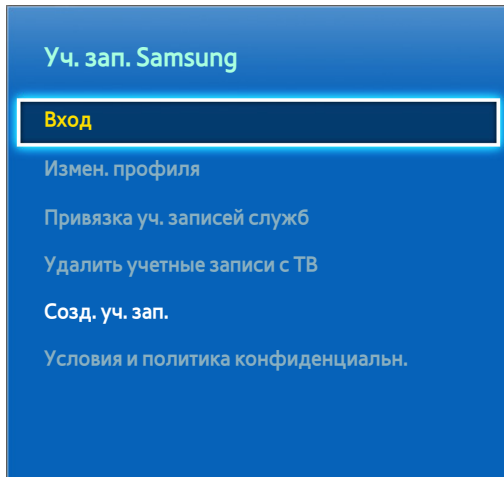 Уч. зап. Samsung
Вход
Измен. профиля
Привязка уч. записей служб
Удалить учетные записи с ТВ
Созд. уч. зап.
Условия и политика конфиденциальн.